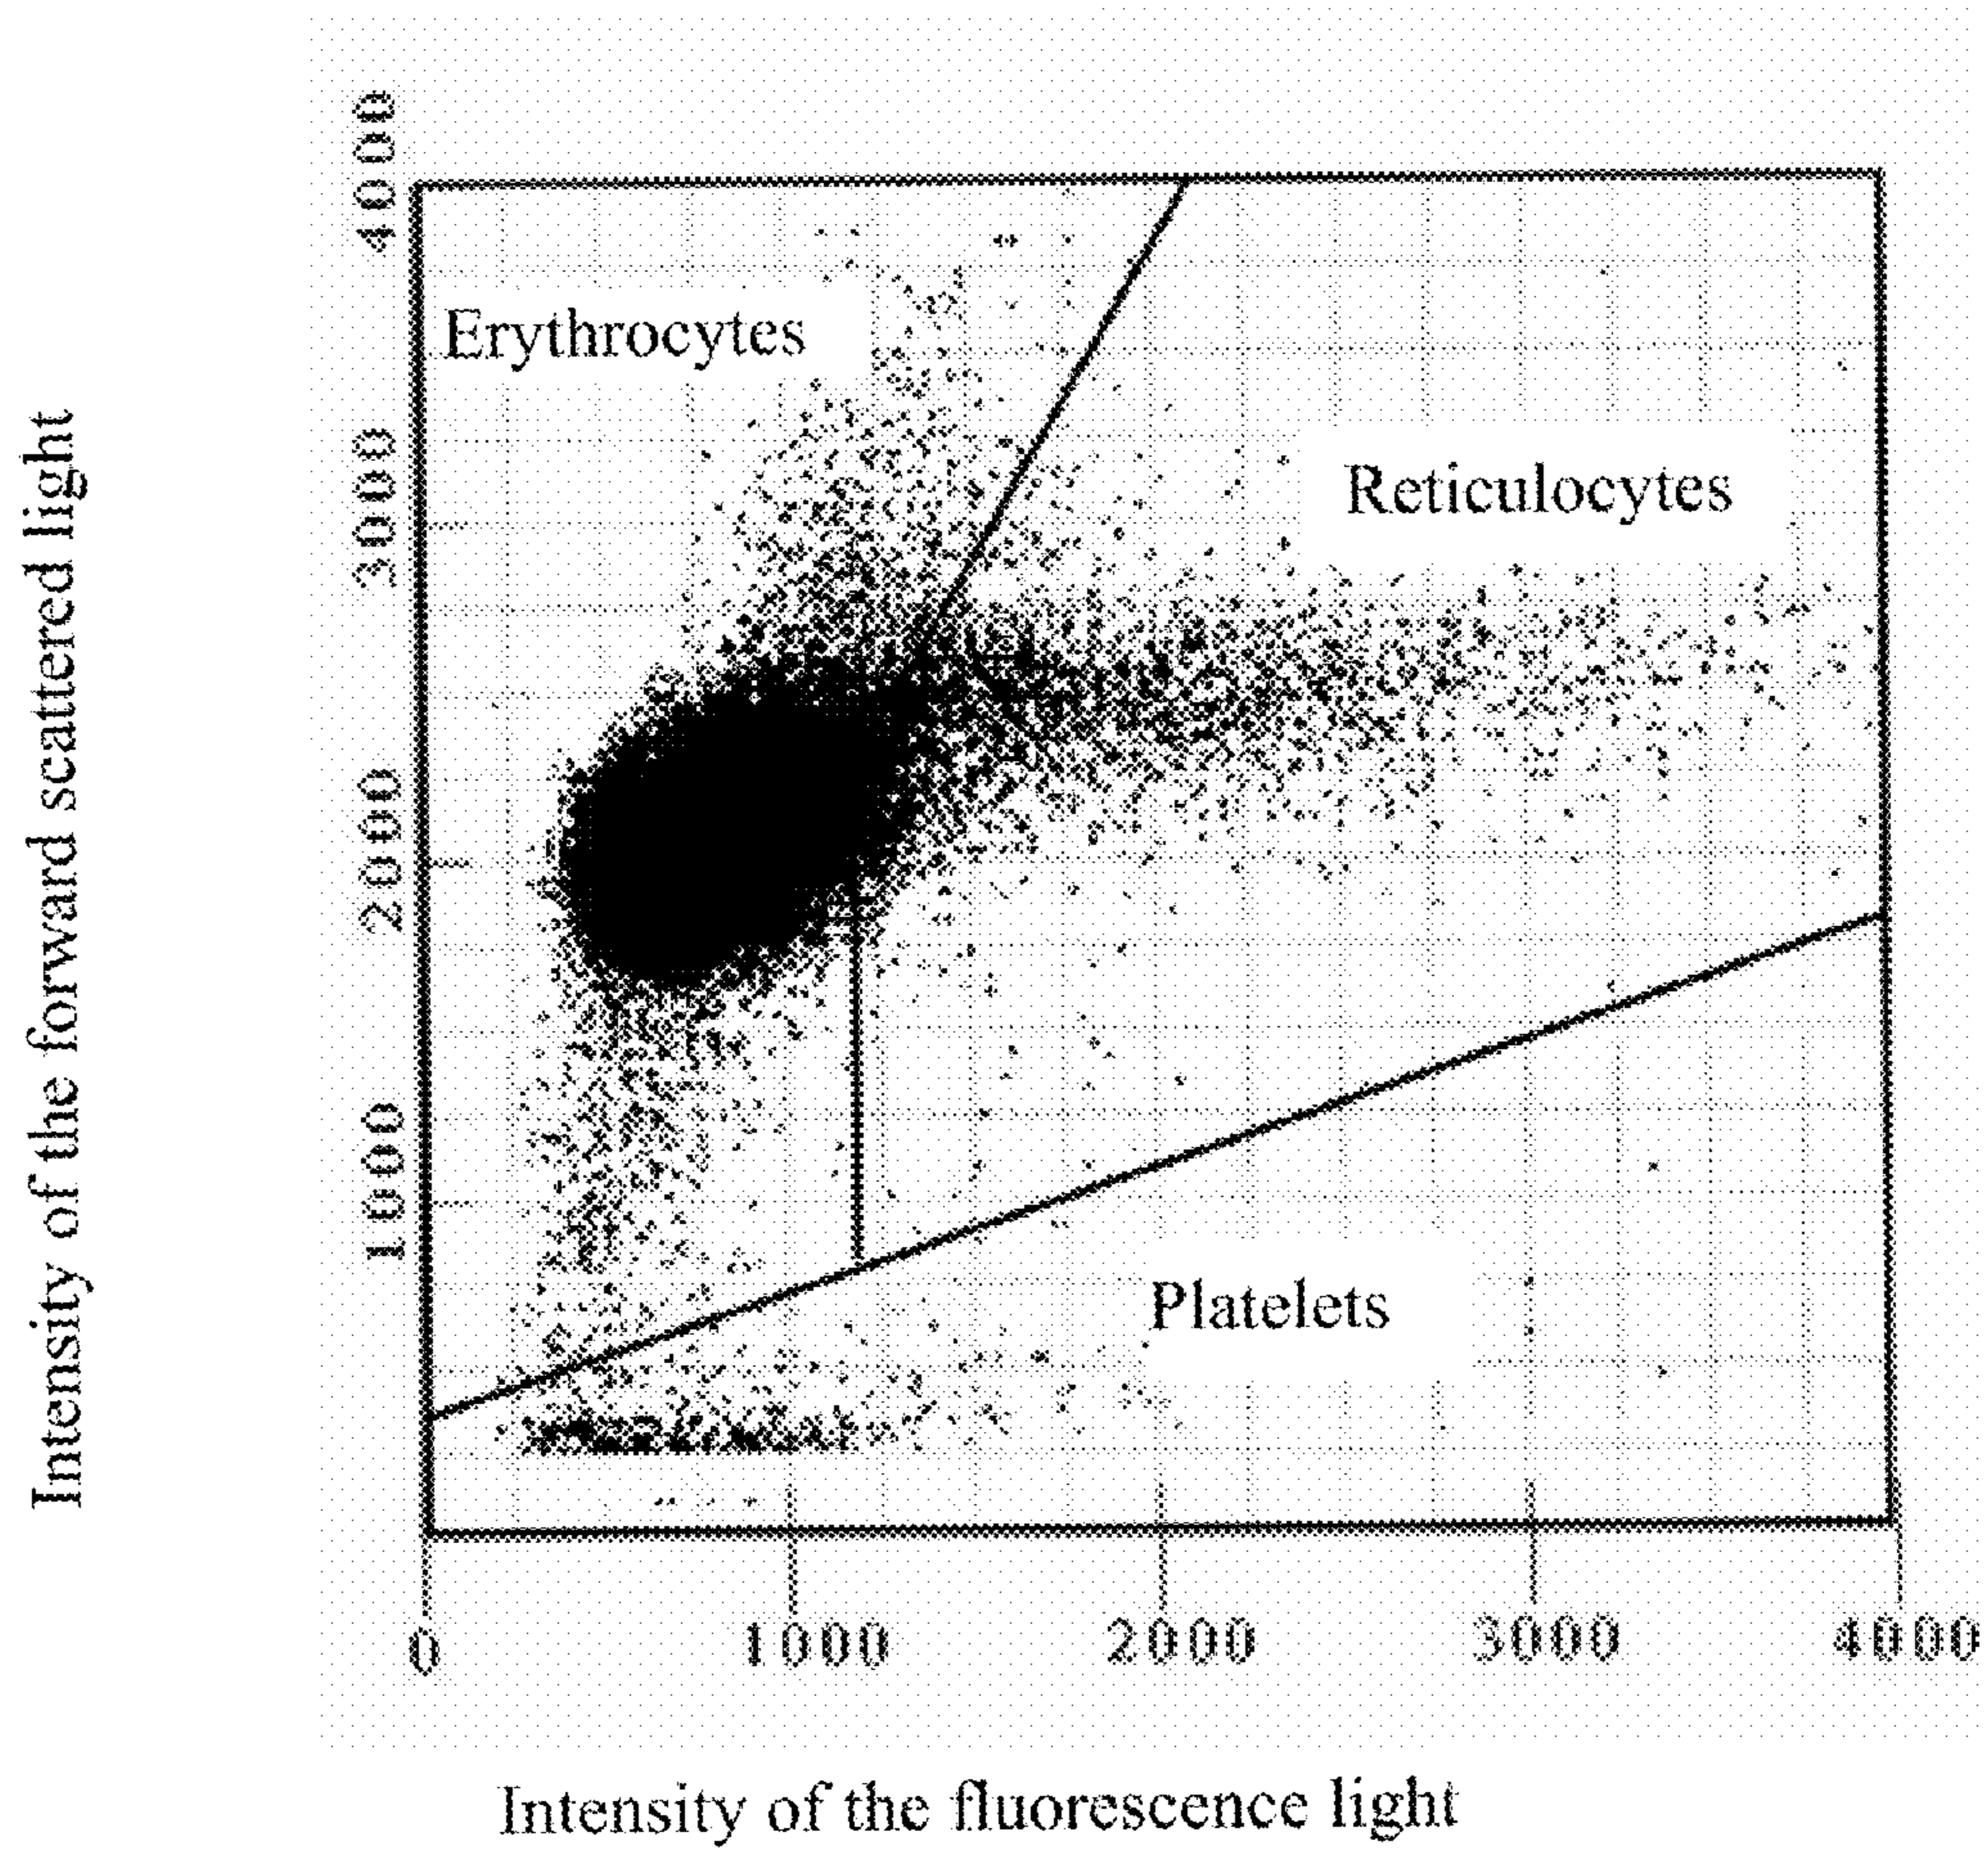 4000
Erythrocytes
3000
Reticulocytes
Intensity of the forward scattered light
2000
1000
Platelets
0 1000 2000 3000 4000
Intensity of the fluorescence light